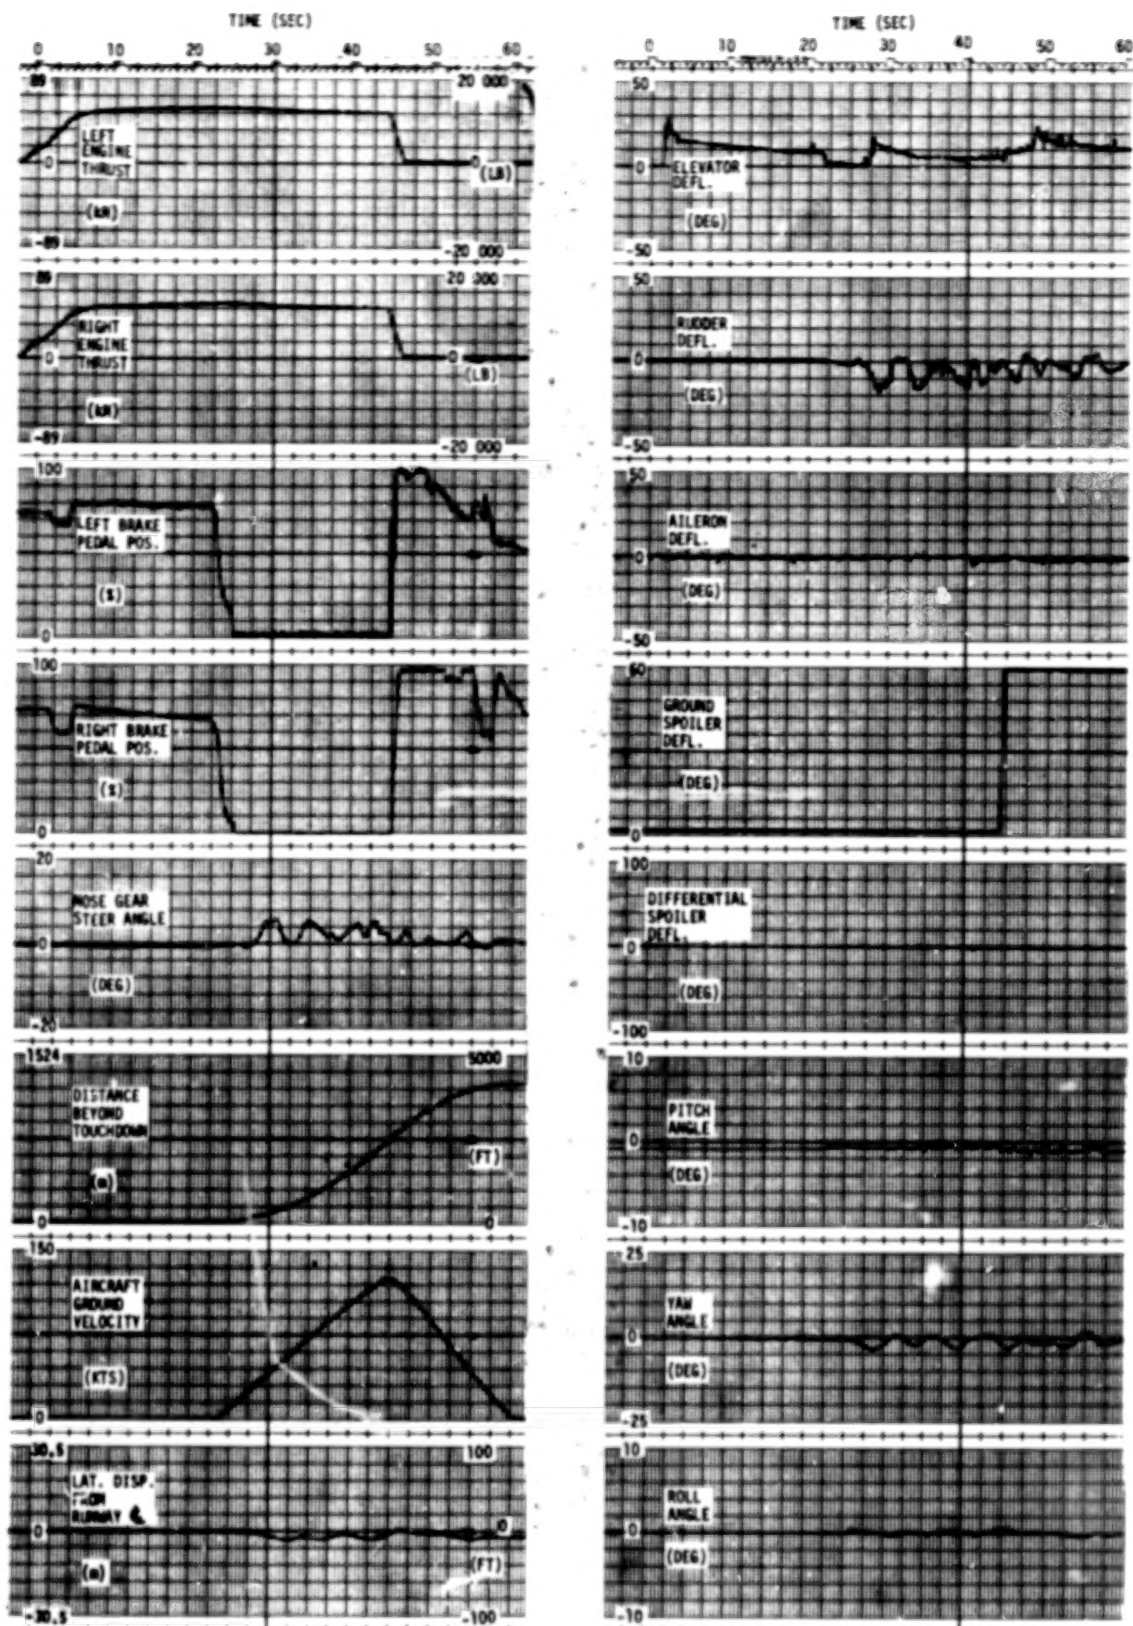 TIME (SEC)
0 10 20 30 40 50 60
89 20 000
LEFT
ENGINE
THRUST
0 0
(LB)
(kN)
-89 -20 000
89 20 000
RIGHT
ENGINE
THRUST
0 0
(LB)
(kN)
-89 -20 000
100
LEFT BRAKE
PEDAL POS.
(%)
0
100
RIGHT BRAKE
PEDAL POS.
(%)
0
20
NOSE GEAR
STEER ANGLE
0
(DEG)
-20
1524 5000
DISTANCE
BEYOND
TOUCHDOWN
(FT)
(m)
0 0
150
AIRCRAFT
GROUND
VELOCITY
(KTS)
0
30.5 100
LAT. DISP.
FROM
RUNWAY ℄
0 0
(FT)
(m)
-30.5 -100
TIME (SEC)
0 10 20 30 40 50 60
50
0
ELEVATOR
DEFL.
(DEG)
-50
50
RUDDER
DEFL.
0
(DEG)
-50
50
AILERON
DEFL.
0
(DEG)
-50
60
GROUND
SPOILER
DEFL.
(DEG)
0
100
DIFFERENTIAL
SPOILER
DEFL.
0
(DEG)
-100
10
PITCH
ANGLE
0
(DEG)
-10
25
YAW
ANGLE
0
(DEG)
-25
10
ROLL
ANGLE
0
(DEG)
-10